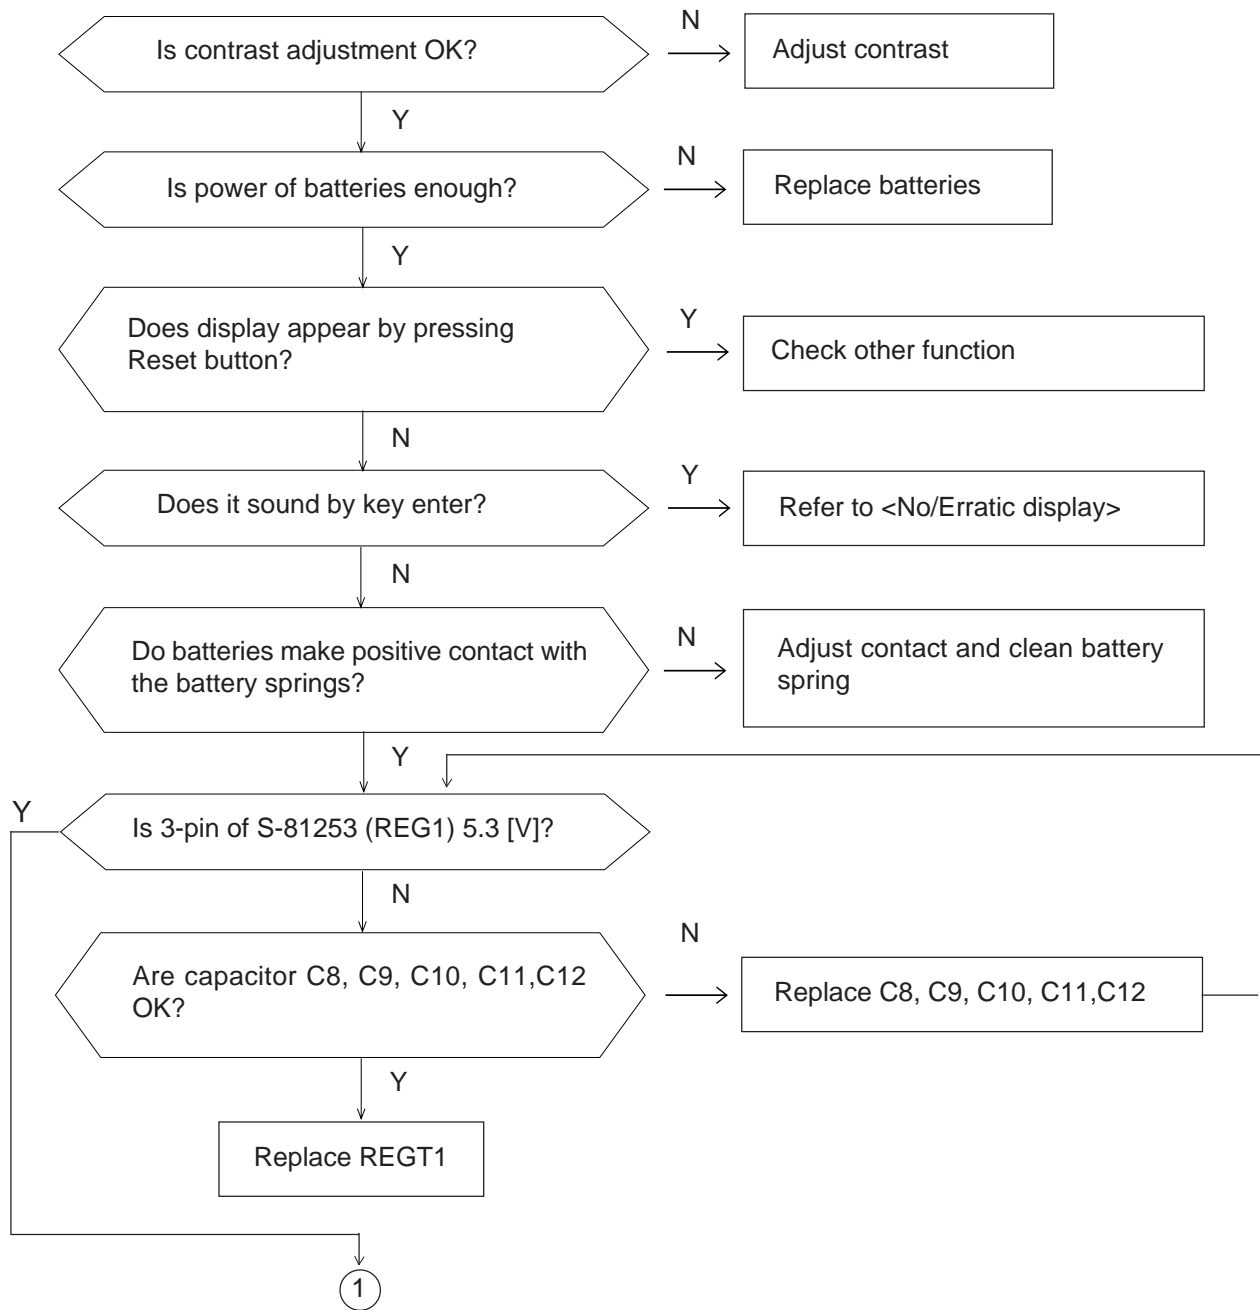 Is contrast adjustment OK?
N
Adjust contrast
Y
Is power of batteries enough?
N
Replace batteries
Y
Does display appear by pressing
Reset button?
Y
Check other function
N
Does it sound by key enter?
Y
Refer to <No/Erratic display>
N
Do batteries make positive contact with
the battery springs?
N
Adjust contact and clean battery
spring
Y
Y
Is 3-pin of S-81253 (REG1) 5.3 [V]?
N
Are capacitor C8, C9, C10, C11,C12
OK?
N
Replace C8, C9, C10, C11,C12
Y
Replace REGT1
1